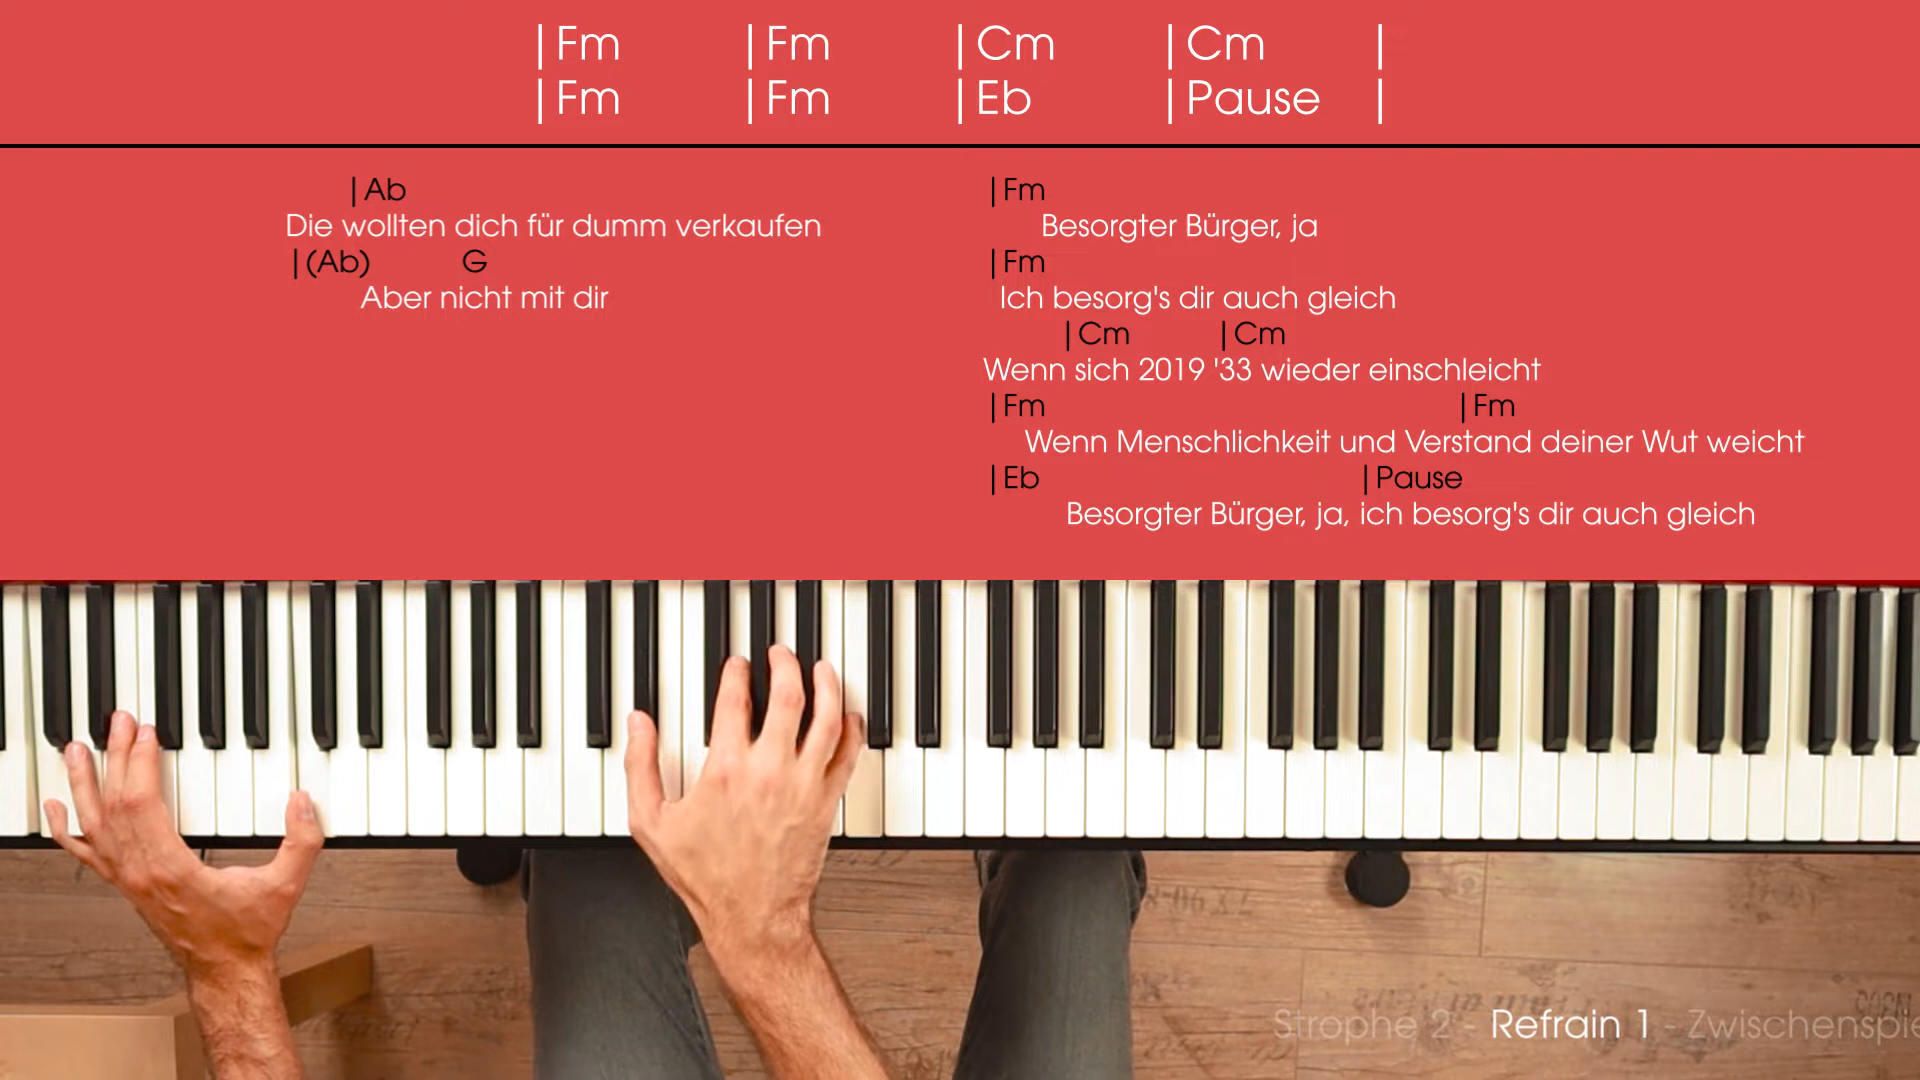 |Fm |Fm |Cm |Cm |
|Fm |Fm |Eb |Pause |
|Ab
Die wollten dich für dumm verkaufen
|(Ab) G
Aber nicht mit dir
|Fm
Besorgter Bürger, ja
|Fm
Ich besorg's dir auch gleich
|Cm |Cm
Wenn sich 2019 '33 wieder einschleicht
|Fm |Fm
Wenn Menschlichkeit und Verstand deiner Wut weicht
|Eb |Pause
Besorgter Bürger, ja, ich besorg's dir auch gleich
Strophe 2 - Refrain 1 - Zwischenspie